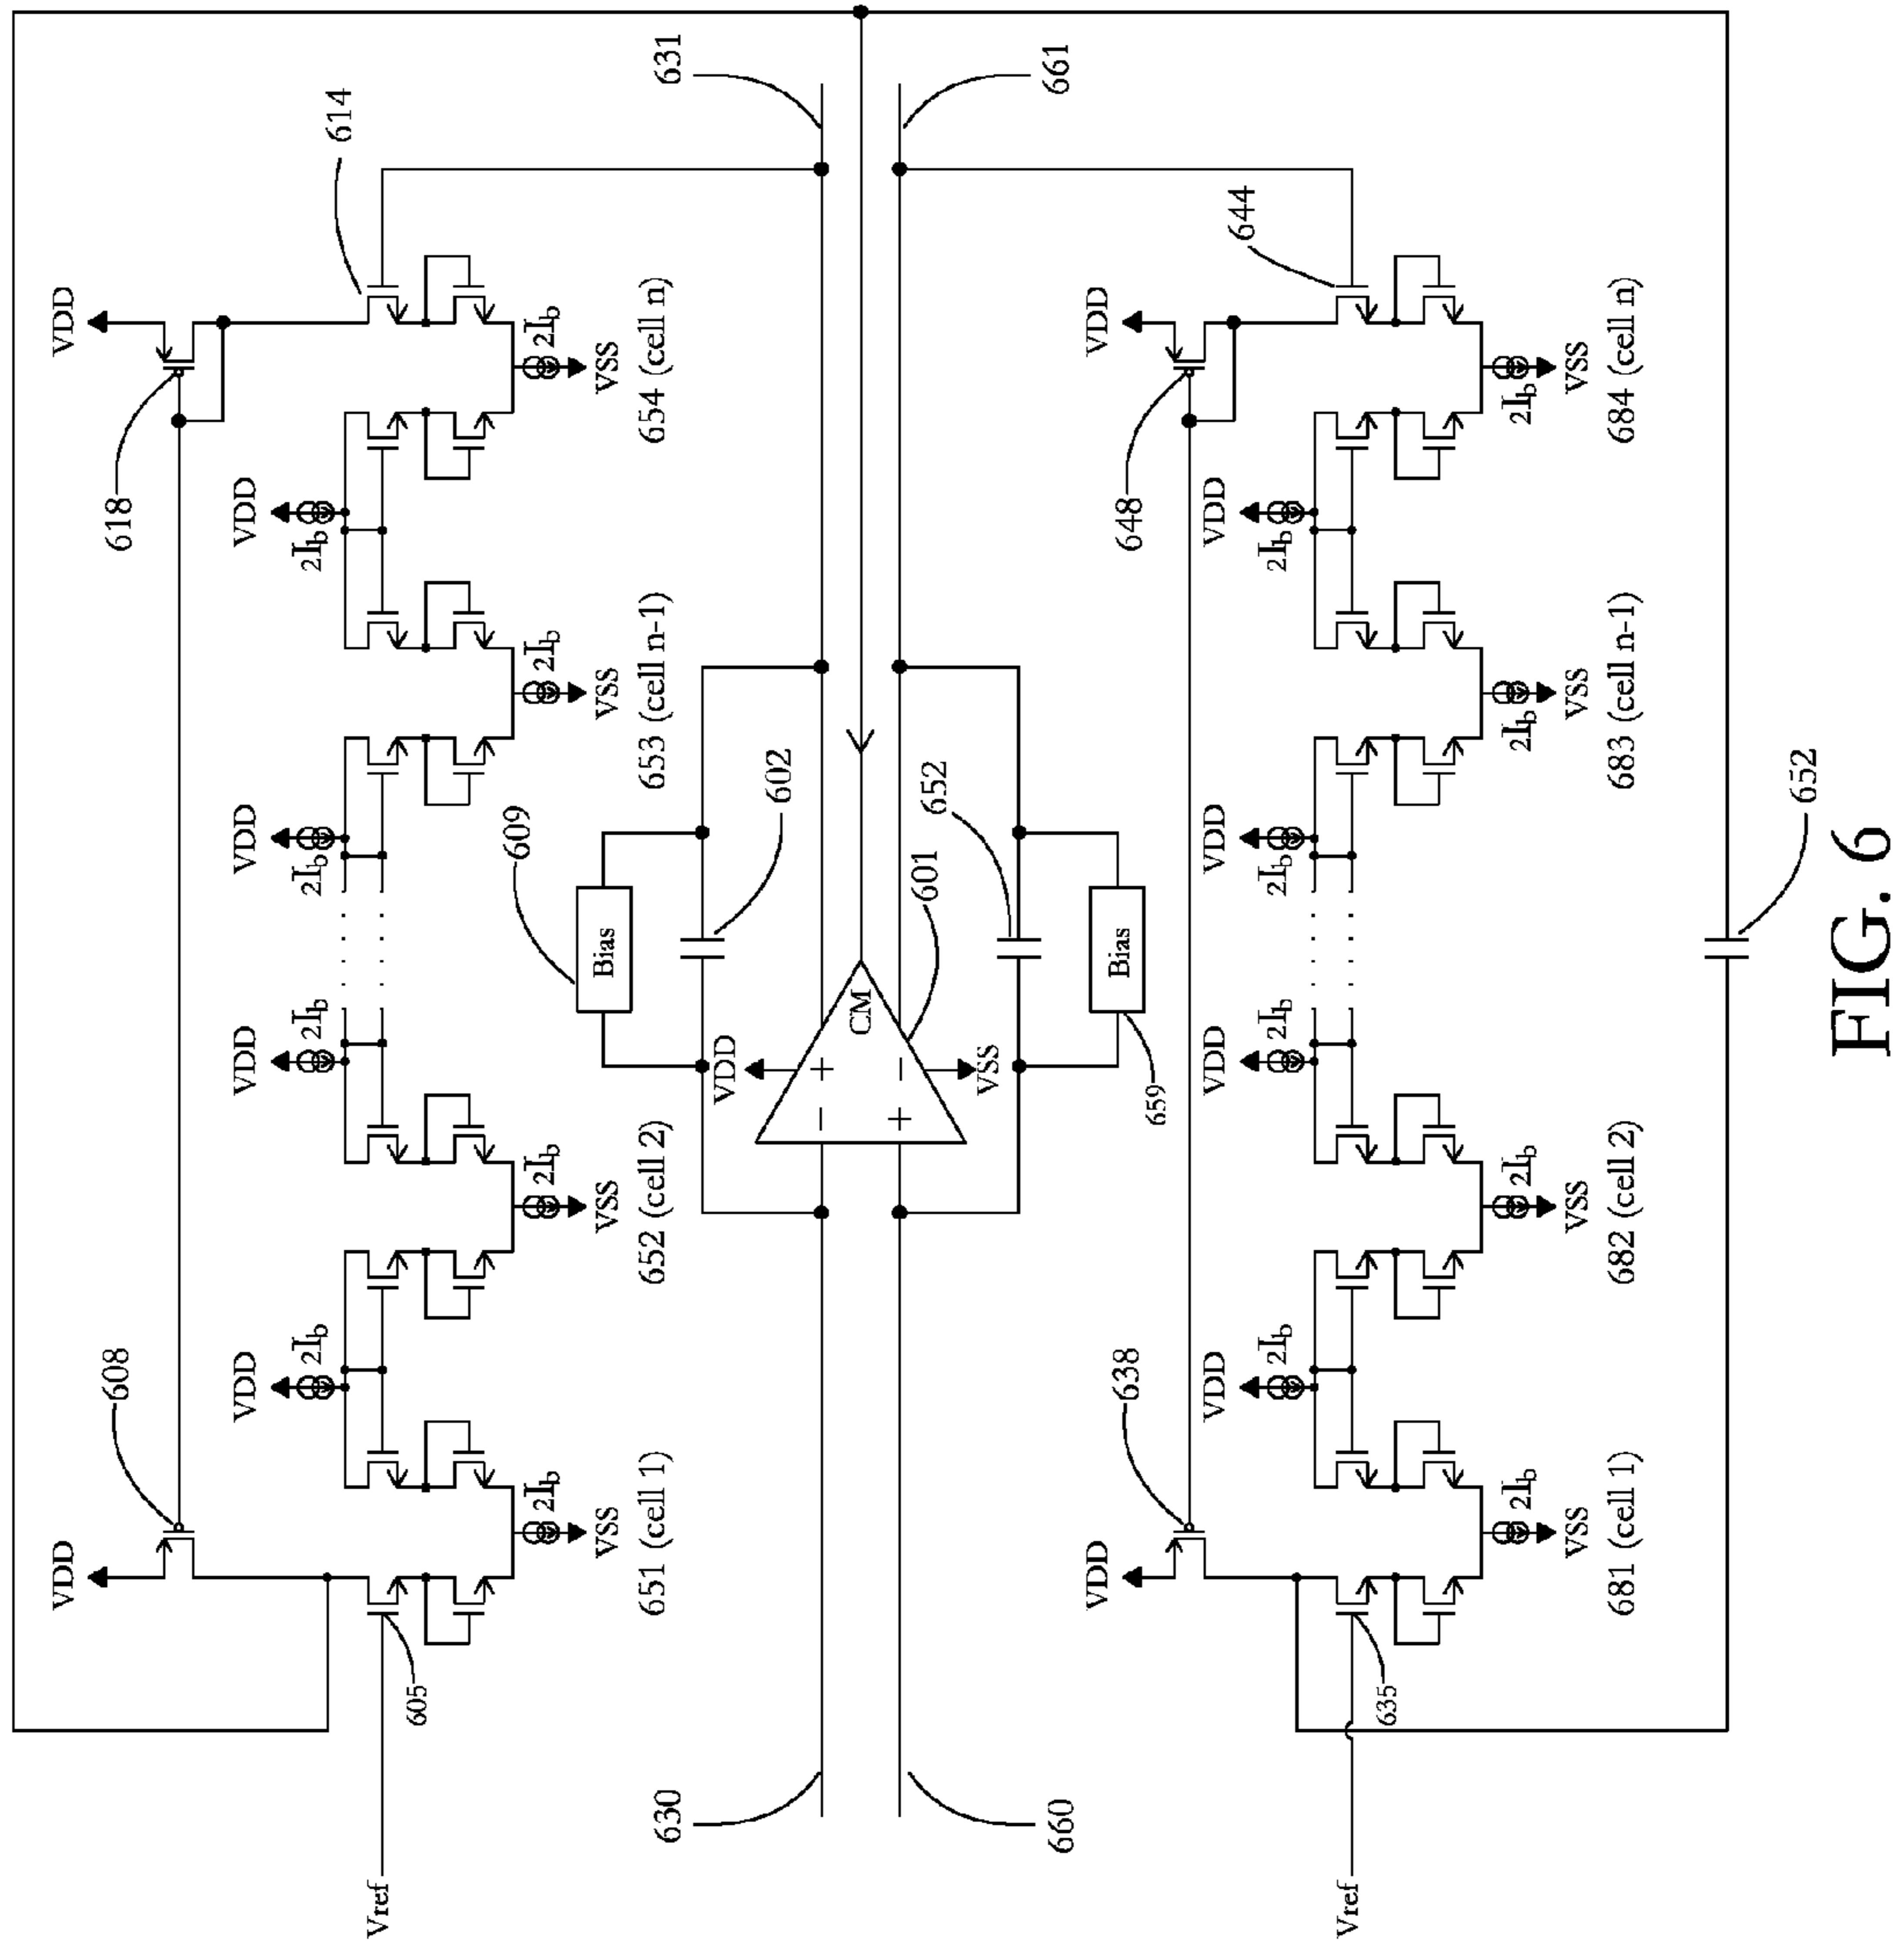 VDD
VDD
608
618
VDD
VDD
VDD
VDD
2Ib
2Ib
2Ib
2Ib
614
Vref
605
609
2Ib
2Ib
2Ib
2Ib
VSS
VSS
VSS
VSS
Bias
651 (cell 1)
652 (cell 2)
653 (cell n-1)
654 (cell n)
630
631
VDD
602
− +
CM
+ −
601
652
VSS
660
661
VDD
VDD
Bias
638
648
659
VDD
VDD
VDD
VDD
644
2Ib
2Ib
2Ib
2Ib
Vref
635
2Ib
2Ib
2Ib
2Ib
VSS
VSS
VSS
VSS
681 (cell 1)
682 (cell 2)
683 (cell n-1)
684 (cell n)
652
FIG. 6